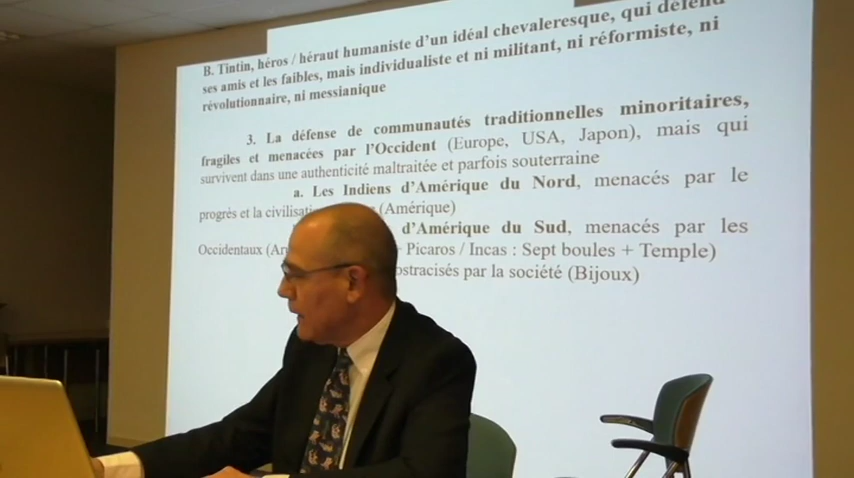 B. Tintin, héros / héraut humaniste d'un idéal chevaleresque, qui défend
ses amis et les faibles, mais individualiste et ni militant, ni réformiste, ni
révolutionnaire, ni messianique
3. La défense de communautés traditionnelles minoritaires,
fragiles et menacées par l'Occident (Europe, USA, Japon), mais qui
survivent dans une authenticité maltraitée et parfois souterraine
a. Les Indiens d'Amérique du Nord, menacés par le
progrès et la (Amérique)
d'Amérique du Sud, menacés par les
Occidentaux + Picaros / Incas : Sept boules + Temple)
ostracisés par la société (Bijoux)